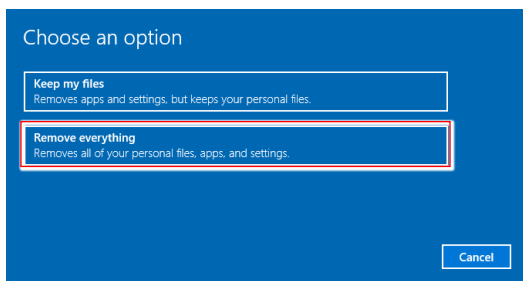 Choose an option
Keep my files
Removes apps and settings, but keeps your personal files.
Remove everything
Removes all of your personal files, apps, and settings.
Cancel